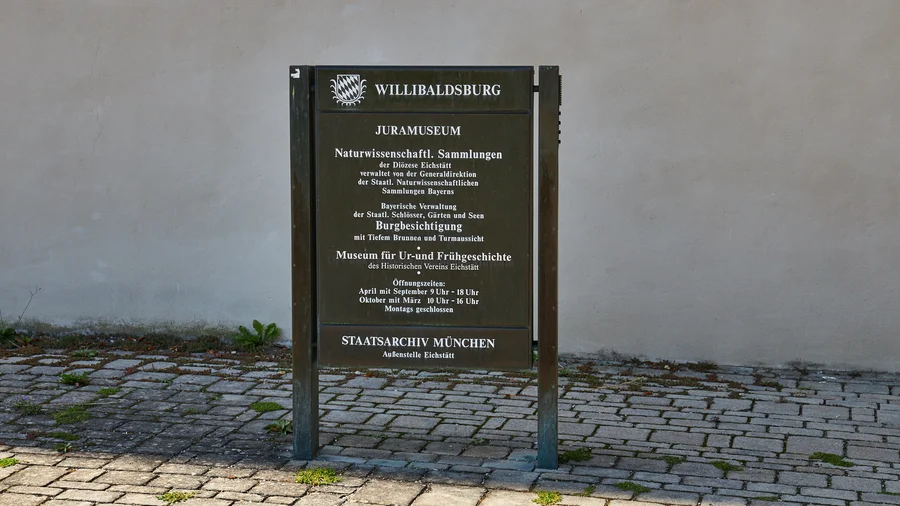 WILLIBALDSBURG
JURAMUSEUM
Naturwissenschaftl. Sammlungen
der Diözese Eichstätt
verwaltet von der Generaldirektion
der Staatl. Naturwissenschaftlichen
Sammlungen Bayerns
Bayerische Verwaltung
der Staatl. Schlösser, Gärten und Seen
Burgbesichtigung
mit Tiefem Brunnen und Turmaussicht
Museum für Ur-und Frühgeschichte
des Historischen Vereins Eichstätt
Öffnungszeiten:
April mit September 9 Uhr - 18 Uhr
Oktober mit März 10 Uhr - 16 Uhr
Montags geschlossen
STAATSARCHIV MÜNCHEN
Außenstelle Eichstätt